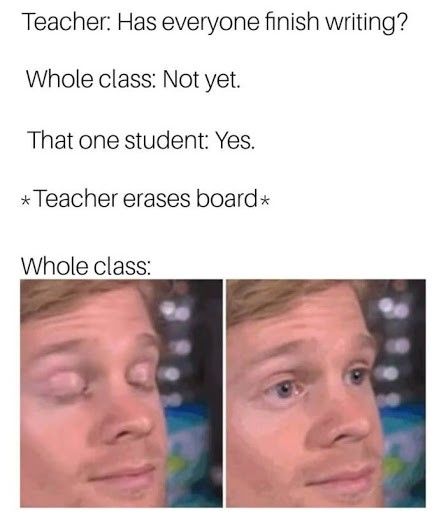 Teacher: Has everyone finish writing?
Whole class: Not yet.
That one student: Yes.
*Teacher erases board*
Whole class: